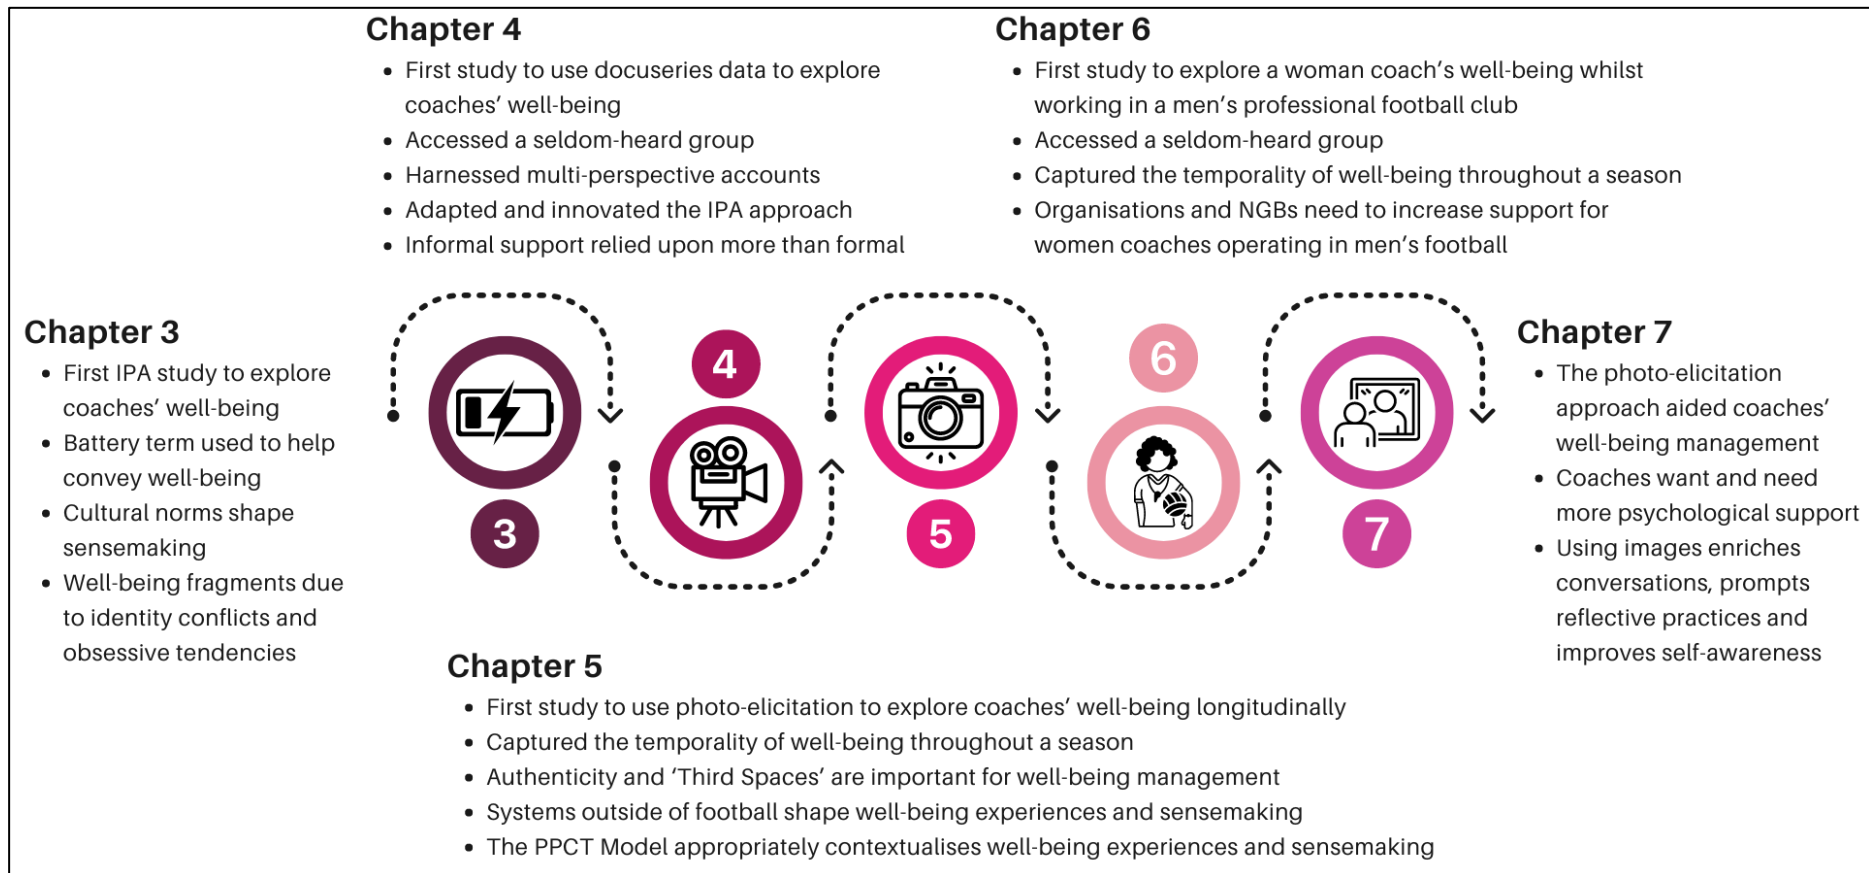 Chapter 4
• First study to use docuseries data to explore
coaches’ well-being
• Accessed a seldom-heard group
• Harnessed multi-perspective accounts
• Adapted and innovated the IPA approach
• Informal support relied upon more than formal
Chapter 6
• First study to explore a woman coach’s well-being whilst
working in a men’s professional football club
• Accessed a seldom-heard group
• Captured the temporality of well-being throughout a season
• Organisations and NGBs need to increase support for
women coaches operating in men’s football
Chapter 3
• First IPA study to explore
coaches’ well-being
• Battery term used to help
convey well-being
• Cultural norms shape
sensemaking
• Well-being fragments due
to identity conflicts and
obsessive tendencies
3
4
5
6
7
Chapter 7
• The photo-elicitation
approach aided coaches’
well-being management
• Coaches want and need
more psychological support
• Using images enriches
conversations, prompts
reflective practices and
improves self-awareness
Chapter 5
• First study to use photo-elicitation to explore coaches’ well-being longitudinally
• Captured the temporality of well-being throughout a season
• Authenticity and ‘Third Spaces’ are important for well-being management
• Systems outside of football shape well-being experiences and sensemaking
• The PPCT Model appropriately contextualises well-being experiences and sensemaking